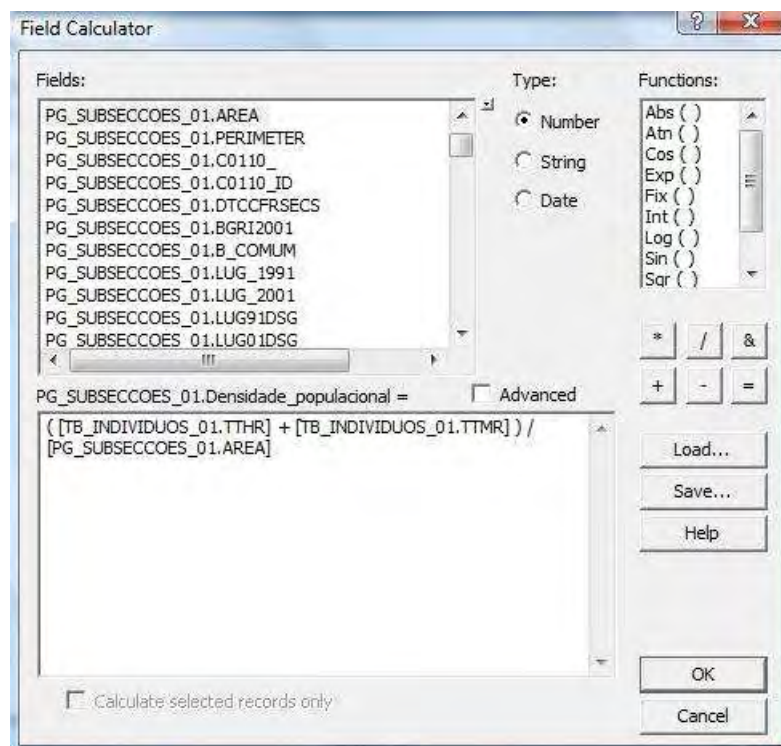 Field Calculator
Fields:
PG_SUBSECCOES_01.AREA
PG_SUBSECCOES_01.PERIMETER
PG_SUBSECCOES_01.C0110_
PG_SUBSECCOES_01.C0110_ID
PG_SUBSECCOES_01.DTCCFRSECS
PG_SUBSECCOES_01.BGRI2001
PG_SUBSECCOES_01.B_COMUM
PG_SUBSECCOES_01.LUG_1991
PG_SUBSECCOES_01.LUG_2001
PG_SUBSECCOES_01.LUG91DSG
PG_SUBSECCOES_01.LUG01DSG
Type:
Number
String
Date
Functions:
Abs ( )
Atn ( )
Cos ( )
Exp ( )
Fix ( )
Int ( )
Log ( )
Sin ( )
Sqr ( )
* / &
+ - =
PG_SUBSECCOES_01.Densidade_populacional =
Advanced
( [TB_INDIVIDUOS_01.TTHR] + [TB_INDIVIDUOS_01.TTMR] ) /
[PG_SUBSECCOES_01.AREA]
Load...
Save...
Help
Calculate selected records only
OK
Cancel